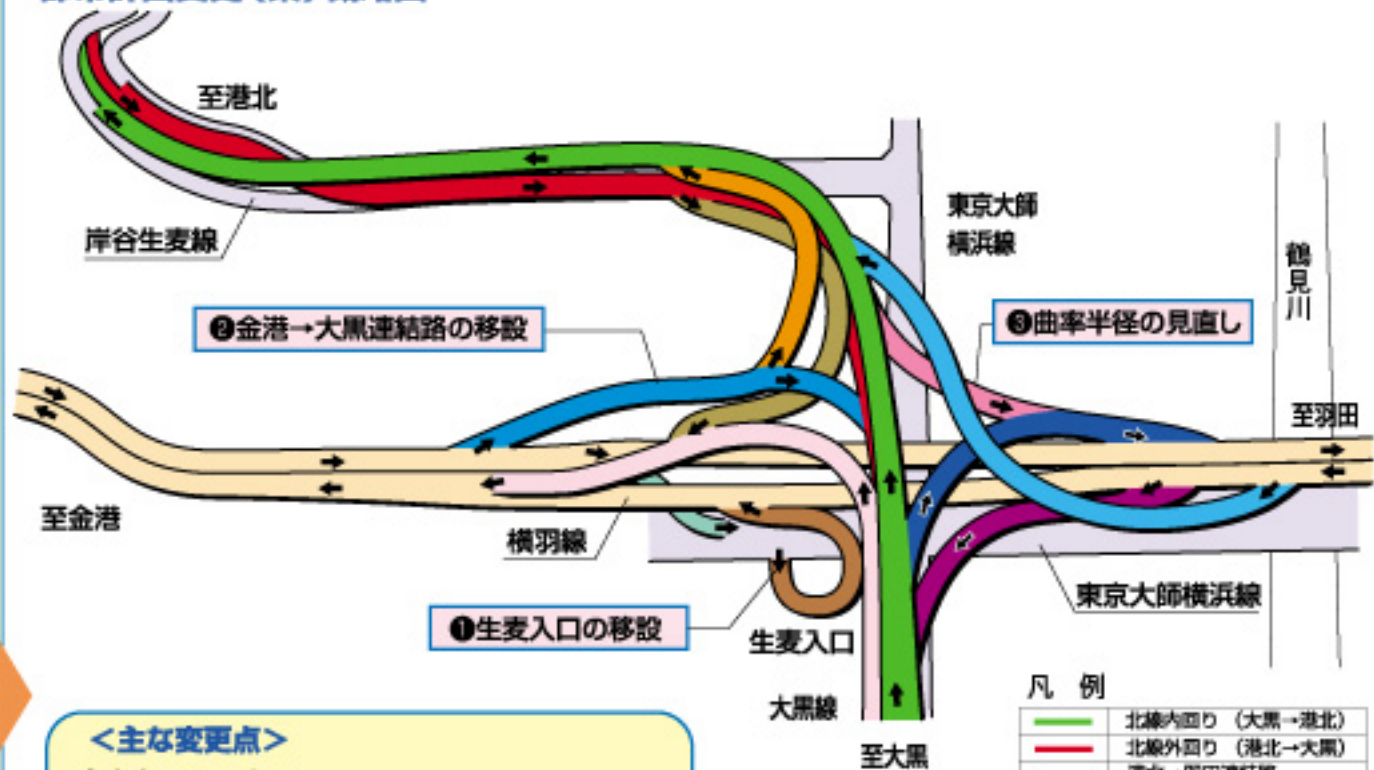 至港北
岸谷生麦線
東京大師
横浜線
鶴見川
❷金港→大黒連結路の移設
❸曲率半径の見直し
至羽田
至金港
横羽線
❶生麦入口の移設
生麦入口
東京大師横浜線
大黒線
至大黒
凡 例
北線内回り (大黒→港北)
北線外回り (港北→大黒)
<主な変更点>